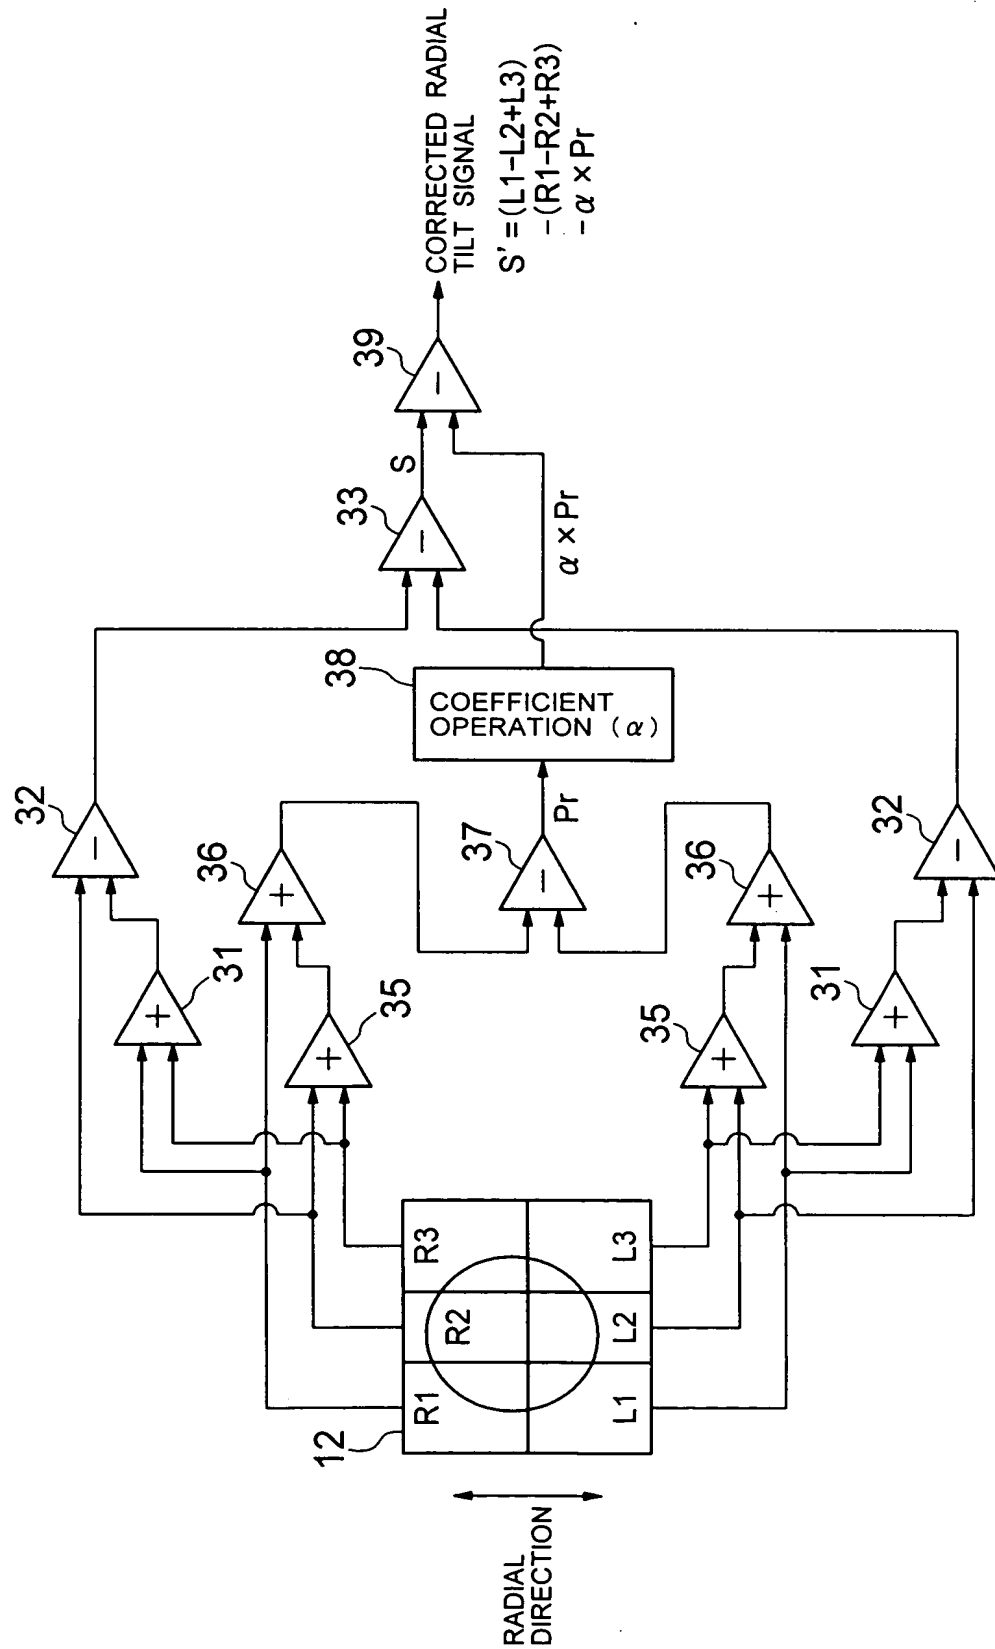 CORRECTED RADIAL
TILT SIGNAL
S' =(L1-L2+L3)
-(R1-R2+R3)
-α×Pr
39
S
33
α×Pr
38
COEFFICIENT
OPERATION (α)
32
36
37
Pr
36
32
31
35
35
31
+
+
+
+
+
+
−
−
−
−
−
12
R1
R2
R3
L1
L2
L3
RADIAL
DIRECTION